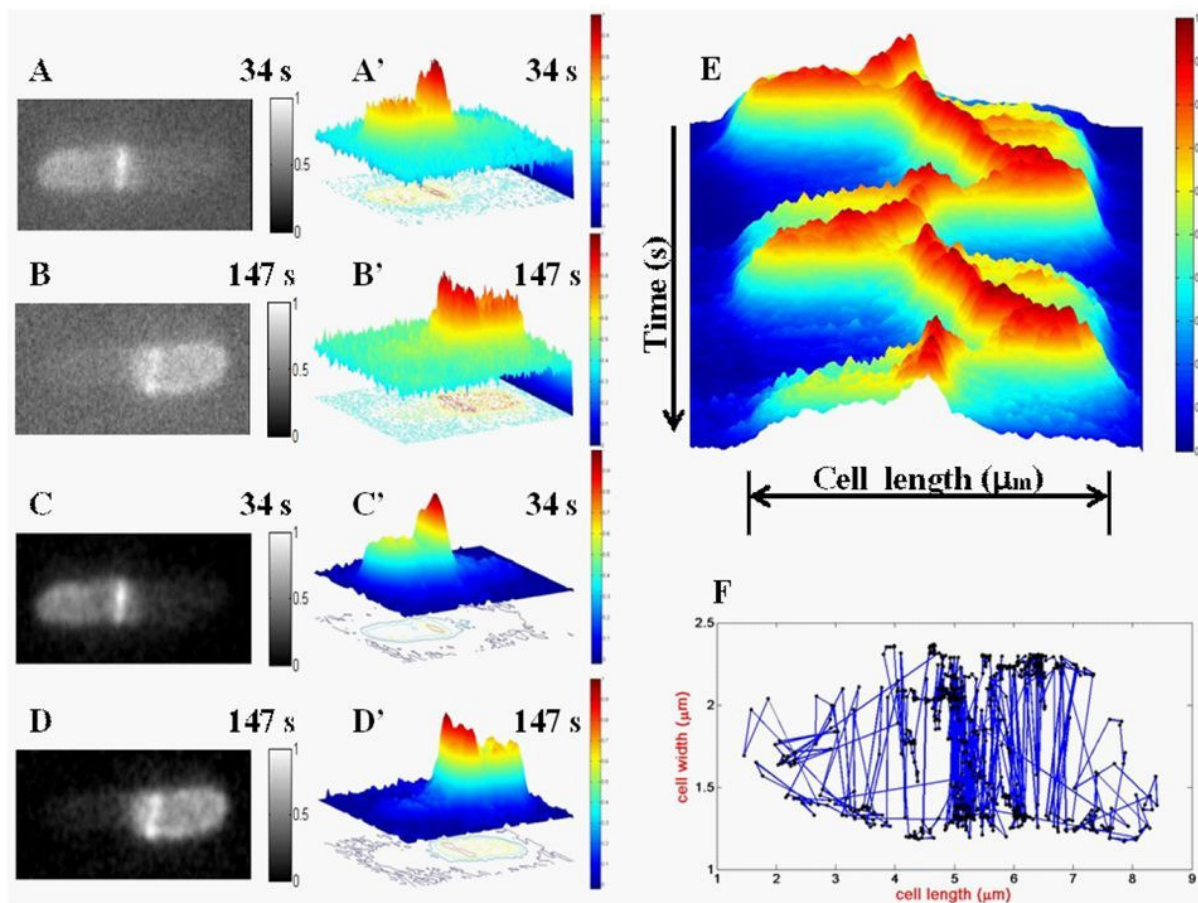 A 34 s
1
0.5
0
A' 34 s
B 147 s
1
0.5
0
B' 147 s
C 34 s
1
0.5
0
C' 34 s
D 147 s
1
0.5
0
D' 147 s
E
Time (s)
Cell length (μm)
F
2.5
2
1.5
1
cell width (μm)
1 2 3 4 5 6 7 8 9
cell length (μm)